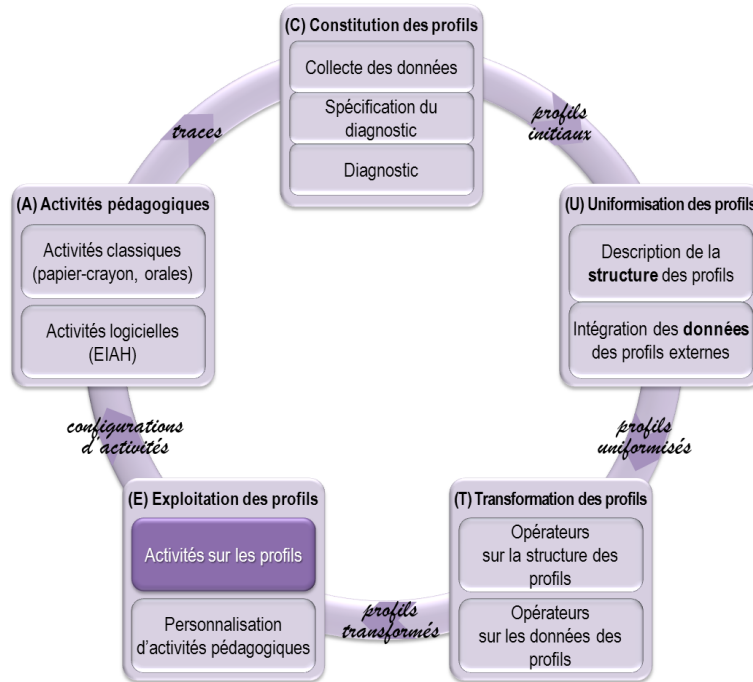 (C) Constitution des profils
Collecte des données
Spécification du
diagnostic
Diagnostic
profils
initiaux
(U) Uniformisation des profils
Description de la
structure des profils
Intégration des données
des profils externes
profils
uniformisés
(T) Transformation des profils
Opérateurs
sur la structure des
profils
Opérateurs
sur les données des
profils
profils
transformés
(E) Exploitation des profils
Activités sur les profils
Personnalisation
d'activités pédagogiques
configurations
d'activités
(A) Activités pédagogiques
Activités classiques
(papier-crayon, orales)
Activités logicielles
(EIAH)
traces